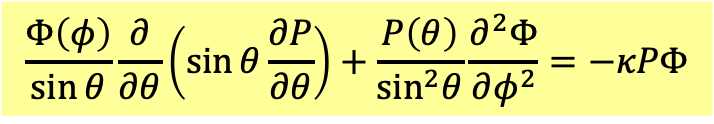 Φ(ϕ)/sin θ ∂/∂θ (sin θ ∂P/∂θ) + P(θ)/sin²θ ∂²Φ/∂ϕ² = −κPΦ